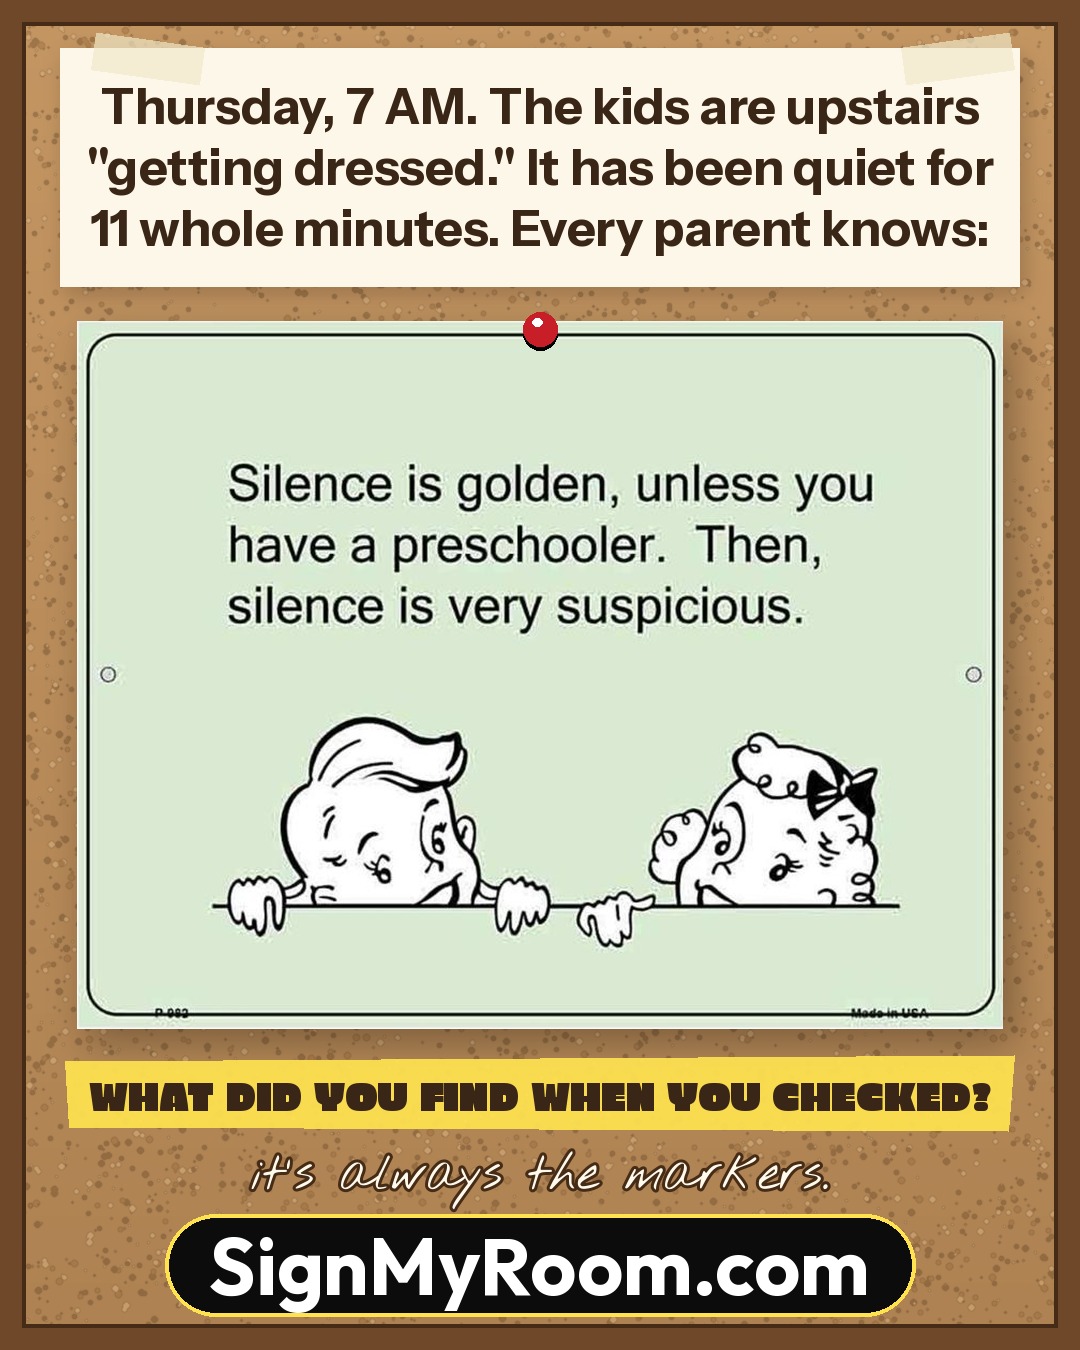 Thursday, 7 AM. The kids are upstairs
"getting dressed." It has been quiet for
11 whole minutes. Every parent knows:
Silence is golden, unless you
have a preschooler.  Then,
silence is very suspicious.
P-982
Made in USA
WHAT DID YOU FIND WHEN YOU CHECKED?
it's always the markers.
SignMyRoom.com